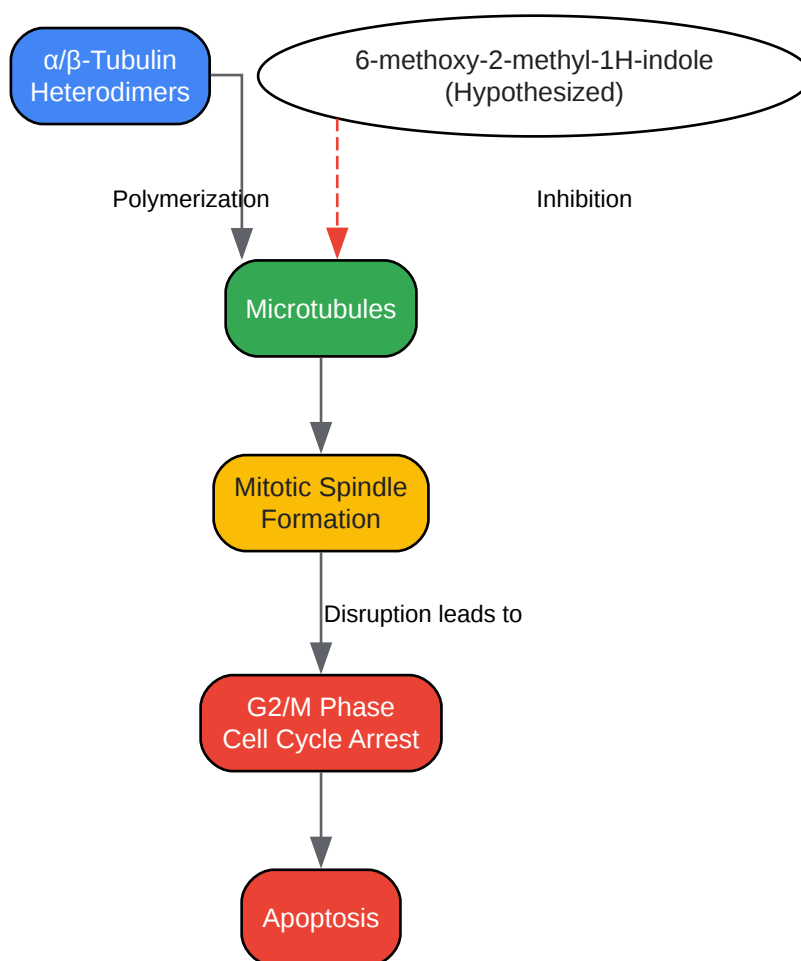 α/β-Tubulin
Heterodimers
6-methoxy-2-methyl-1H-indole
(Hypothesized)
Polymerization
Inhibition
Microtubules
Mitotic Spindle
Formation
Disruption leads to
G2/M Phase
Cell Cycle Arrest
Apoptosis